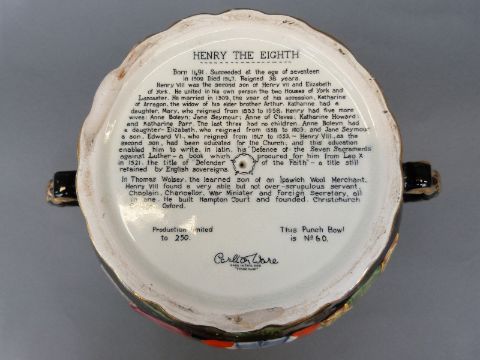 HENRY THE EIGHTH
Born 1491. Succeeded at the age of seventeen
in 1509. Died 1547. Reigned 38 years.
Henry VIII was the second son of Henry VII and Elizabeth
of York. He united in his own person the two Houses of York and
Lancaster. He married in 1509, the year of his accession, Katharine
of Arragon, the widow of his elder brother Arthur. Katharine had a
daughter, Mary, who reigned from 1553 to 1558. Henry had five more
wives: Anne Boleyn; Jane Seymour; Anne of Cleves; Katharine Howard;
and Katharine Parr. The last three had no children. Anne Boleyn had
a daughter - Elizabeth, who reigned from 1558 to 1603; and Jane Seymour
a son, Edward VI, who reigned from 1547 to 1553. - Henry VIII, as the
second son, had been educated for the Church; and this education
enabled him to write, in latin, his 'Defence of the Seven Sacraments
against Luther' - a book which procured for him from Leo X
in 1521, the title of 'Defender of the Faith' - a title still
retained by English sovereigns.
In Thomas Wolsey, the learned son of an Ipswich Wool Merchant,
Henry VIII found a very able but not over-scrupulous servant,
Chaplain, Chancellor, War Minister and Foreign Secretary, all
in one. He built Hampton Court and founded Christchurch
Oxford.
Production limited
to 250.
This Punch Bowl
is No 60.
Carlton Ware